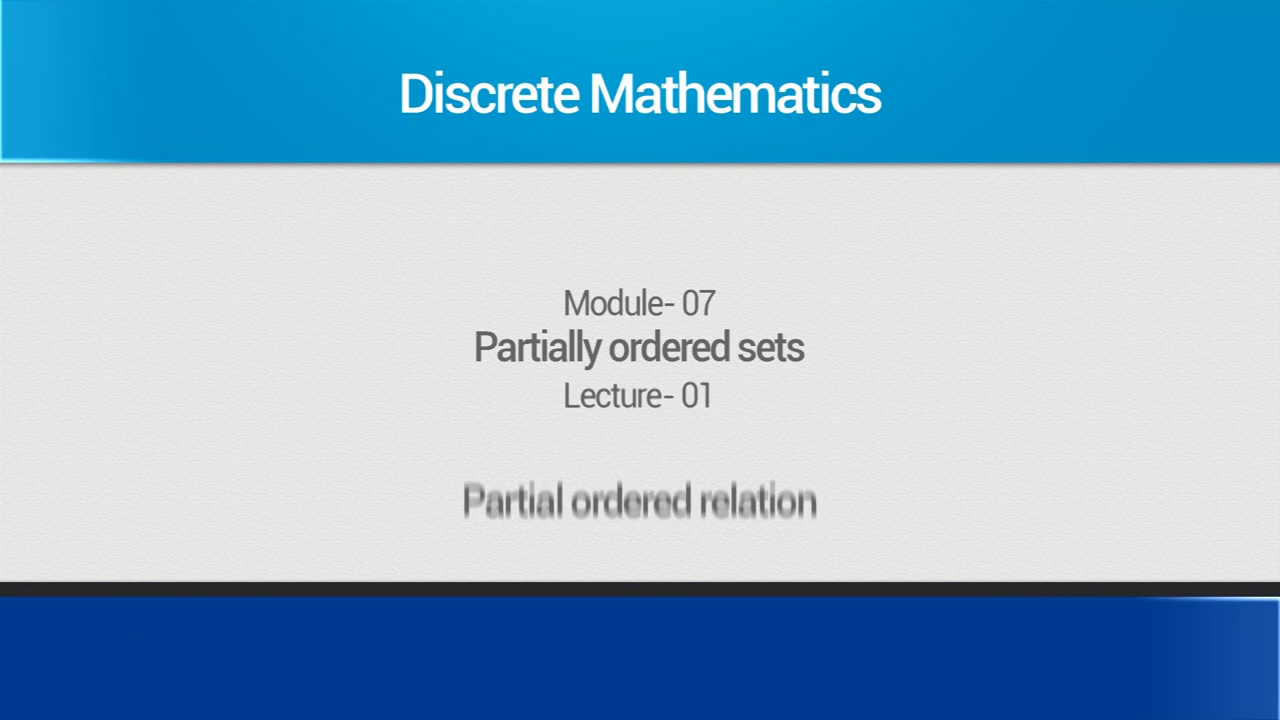 Discrete Mathematics
Module- 07
Partially ordered sets
Lecture- 01
Partial ordered relation